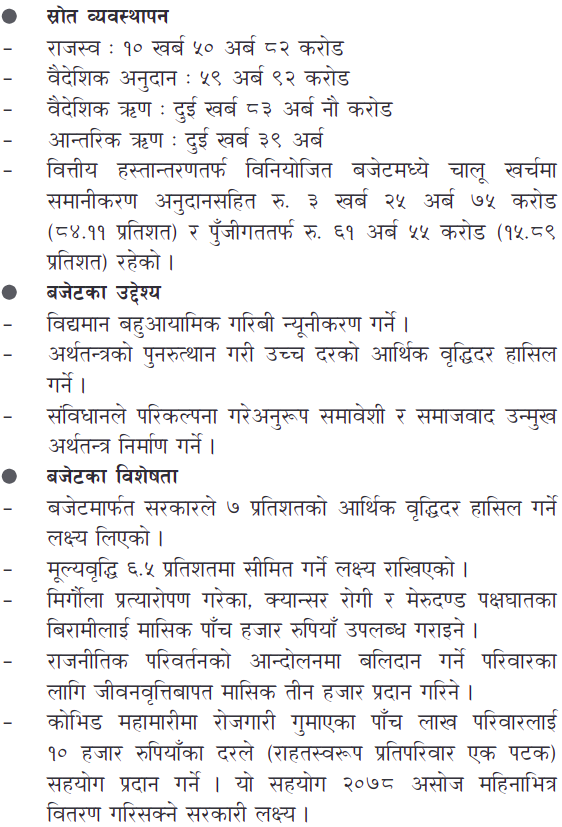 ● स्रोत व्यवस्थापन
- राजस्व : १० खर्ब ५० अर्ब ८२ करोड
- वैदेशिक अनुदान : ५९ अर्ब ९२ करोड
- वैदेशिक ऋण : दुई खर्ब ८३ अर्ब नौ करोड
- आन्तरिक ऋण : दुई खर्ब ३९ अर्ब
- वित्तीय हस्तान्तरणतर्फ विनियोजित बजेटमध्ये चालू खर्चमा
समानीकरण अनुदानसहित रु. ३ खर्ब २५ अर्ब ७५ करोड
(८४.११ प्रतिशत) र पुँजीगततर्फ रु. ६१ अर्ब ५५ करोड (१५.८९
प्रतिशत) रहेको ।
● बजेटका उद्देश्य
- विद्यमान बहुआयामिक गरिबी न्यूनीकरण गर्ने ।
- अर्थतन्त्रको पुनरुत्थान गरी उच्च दरको आर्थिक वृद्धिदर हासिल
गर्ने ।
- संविधानले परिकल्पना गरेअनुरूप समावेशी र समाजवाद उन्मुख
अर्थतन्त्र निर्माण गर्ने ।
● बजेटका विशेषता
- बजेटमार्फत सरकारले ७ प्रतिशतको आर्थिक वृद्धिदर हासिल गर्ने
लक्ष्य लिएको ।
- मूल्यवृद्धि ६.५ प्रतिशतमा सीमित गर्ने लक्ष्य राखिएको ।
- मिर्गौला प्रत्यारोपण गरेका, क्यान्सर रोगी र मेरुदण्ड पक्षघातका
बिरामीलाई मासिक पाँच हजार रुपियाँ उपलब्ध गराइने ।
- राजनीतिक परिवर्तनको आन्दोलनमा बलिदान गर्ने परिवारका
लागि जीवनवृत्तिबापत मासिक तीन हजार प्रदान गरिने ।
- कोभिड महामारीमा रोजगारी गुमाएका पाँच लाख परिवारलाई
१० हजार रुपियाँका दरले (राहतस्वरूप प्रतिपरिवार एक पटक)
सहयोग प्रदान गर्ने । यो सहयोग २०७८ असोज महिनाभित्र
वितरण गरिसक्ने सरकारी लक्ष्य ।